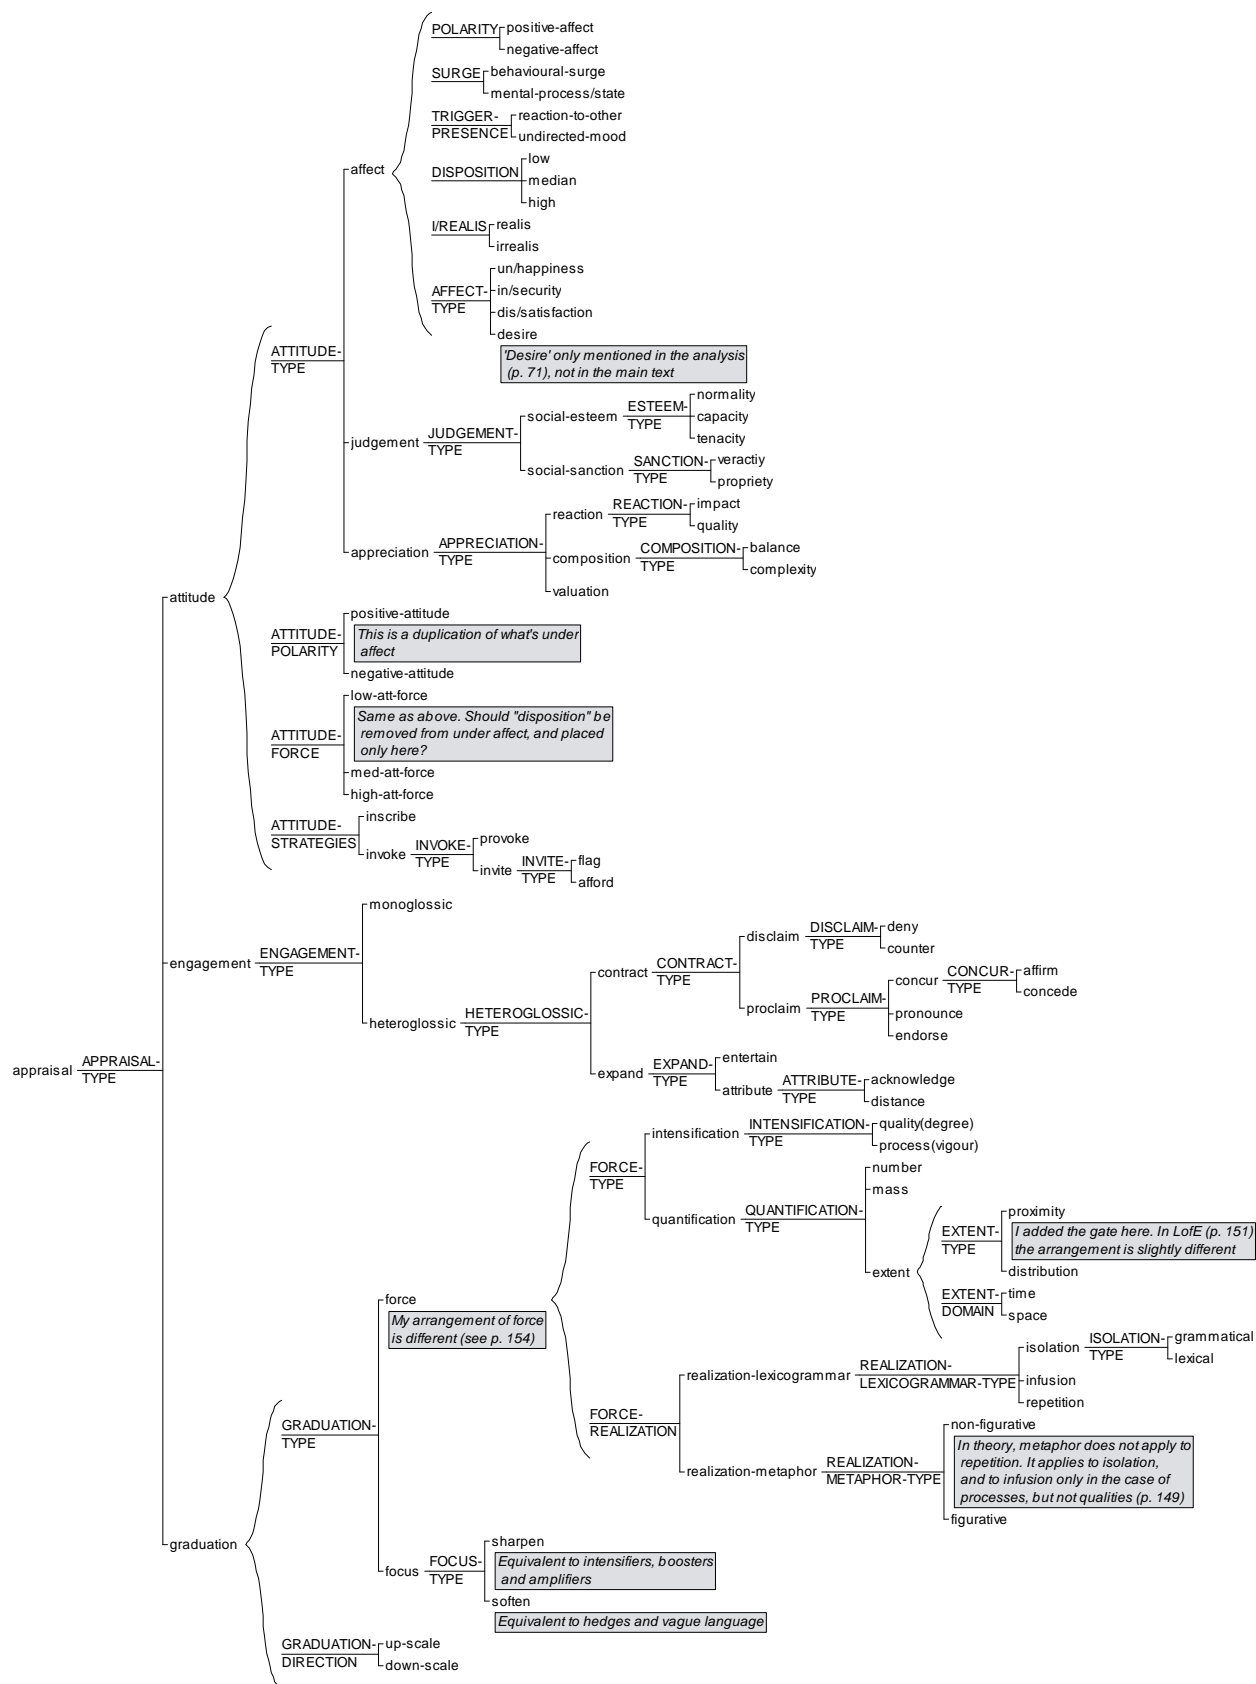 POLARITY
positive-affect
negative-affect
SURGE
behavioural-surge
mental-process/state
TRIGGER-
PRESENCE
reaction-to-other
undirected-mood
affect
DISPOSITION
low
median
high
I/REALIS
realis
irrealis
AFFECT-
TYPE
un/happiness
in/security
dis/satisfaction
desire
'Desire' only mentioned in the analysis
(p. 71), not in the main text
ATTITUDE-
TYPE
judgement
JUDGEMENT-
TYPE
social-esteem
ESTEEM-
TYPE
normality
capacity
tenacity
social-sanction
SANCTION-
TYPE
veractiy
propriety
appreciation
APPRECIATION-
TYPE
reaction
REACTION-
TYPE
impact
quality
composition
COMPOSITION-
TYPE
balance
complexity
valuation
attitude
ATTITUDE-
POLARITY
positive-attitude
This is a duplication of what's under
affect
negative-attitude
ATTITUDE-
FORCE
low-att-force
Same as above. Should "disposition" be
removed from under affect, and placed
only here?
med-att-force
high-att-force
ATTITUDE-
STRATEGIES
inscribe
invoke
INVOKE-
TYPE
provoke
invite
INVITE-
TYPE
flag
afford
engagement
ENGAGEMENT-
TYPE
monoglossic
heteroglossic
HETEROGLOSSIC-
TYPE
contract
CONTRACT-
TYPE
disclaim
DISCLAIM-
TYPE
deny
counter
proclaim
PROCLAIM-
TYPE
concur
CONCUR-
TYPE
affirm
concede
pronounce
endorse
expand
EXPAND-
TYPE
entertain
attribute
ATTRIBUTE-
TYPE
acknowledge
distance
appraisal
APPRAISAL-
TYPE
graduation
GRADUATION-
TYPE
force
My arrangement of force
is different (see p. 154)
FORCE-
TYPE
intensification
INTENSIFICATION-
TYPE
quality(degree)
process(vigour)
quantification
QUANTIFICATION-
TYPE
number
mass
extent
EXTENT-
TYPE
proximity
I added the gate here. In LofE (p. 151)
the arrangement is slightly different
distribution
EXTENT-
DOMAIN
time
space
FORCE-
REALIZATION
realization-lexicogrammar
REALIZATION-
LEXICOGRAMMAR-TYPE
isolation
ISOLATION-
TYPE
grammatical
lexical
infusion
repetition
realization-metaphor
REALIZATION-
METAPHOR-TYPE
non-figurative
In theory, metaphor does not apply to
repetition. It applies to isolation,
and to infusion only in the case of
processes, but not qualities (p. 149)
figurative
focus
FOCUS-
TYPE
sharpen
Equivalent to intensifiers, boosters
and amplifiers
soften
Equivalent to hedges and vague language
GRADUATION-
DIRECTION
up-scale
down-scale